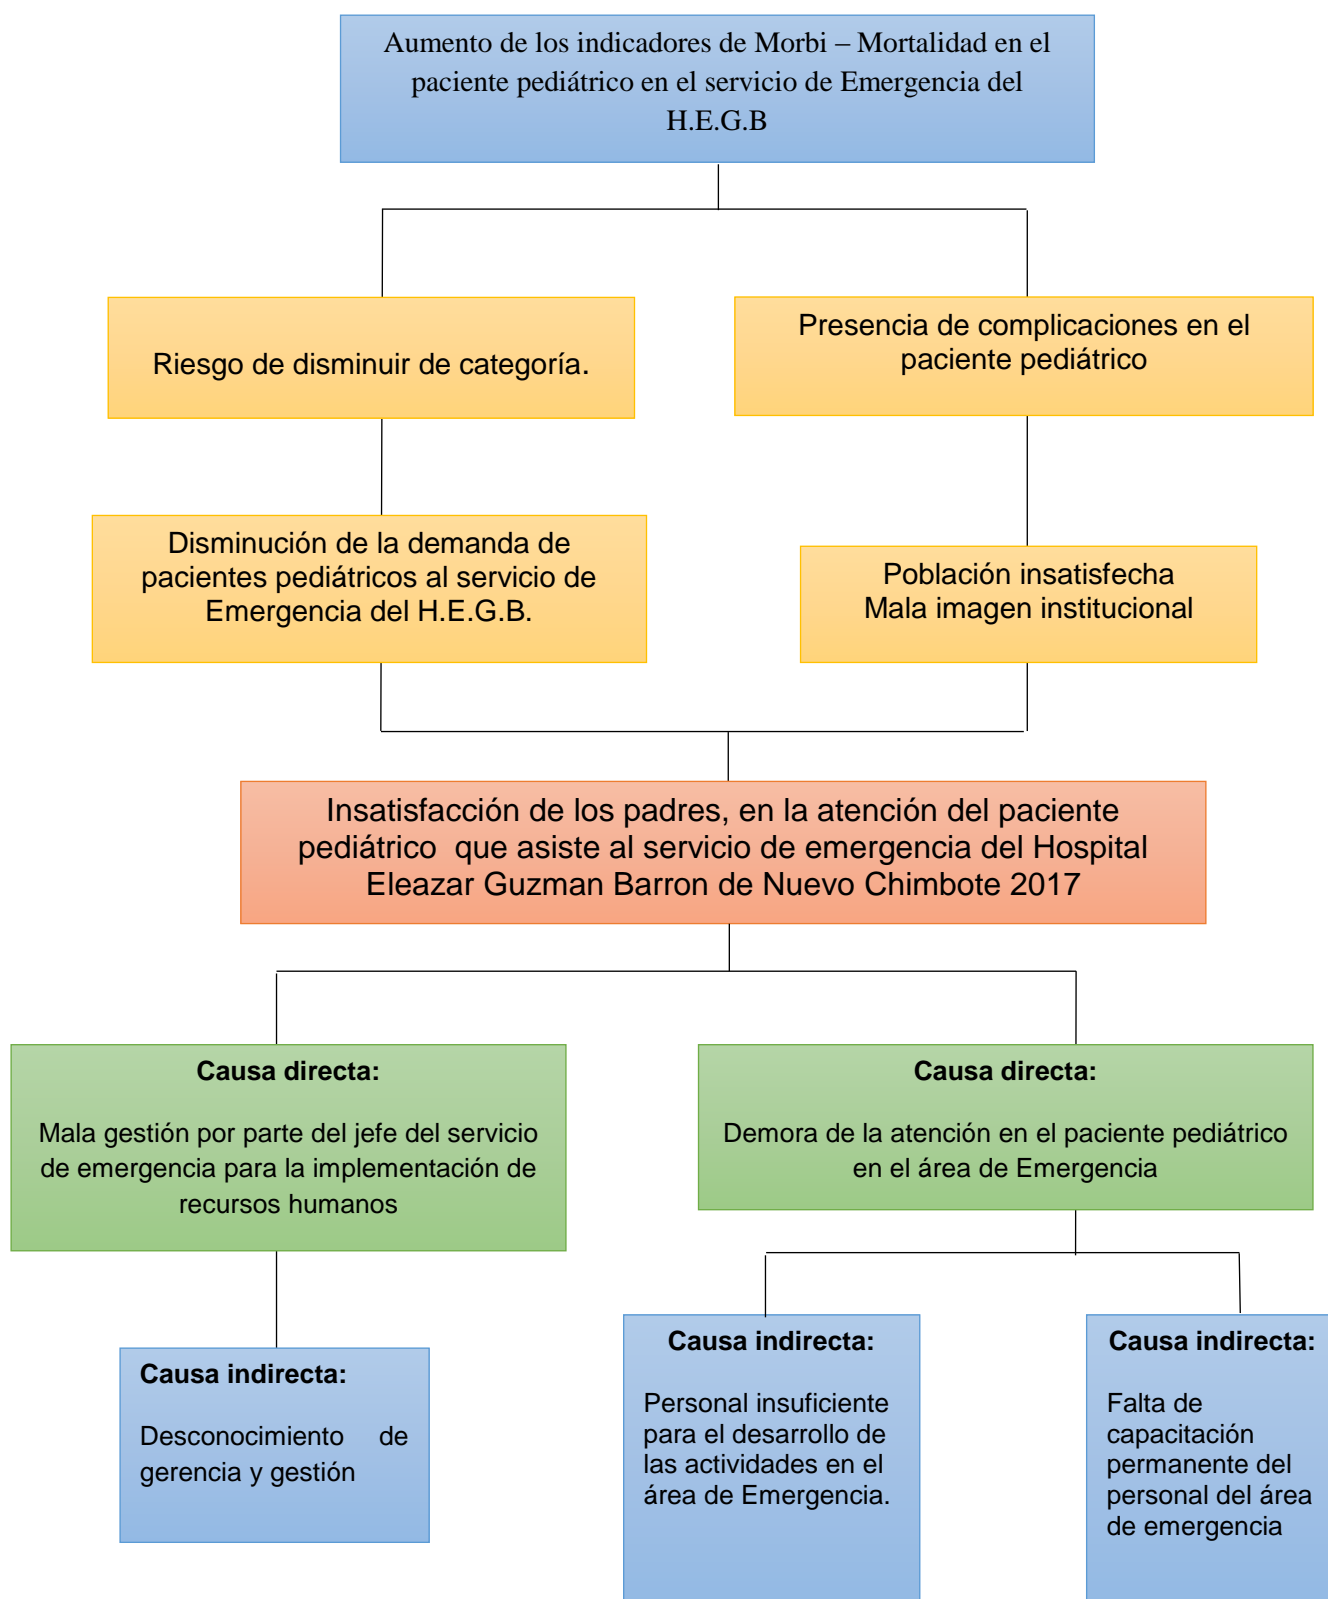 Aumento de los indicadores de Morbi – Mortalidad en el
paciente pediátrico en el servicio de Emergencia del
H.E.G.B
Riesgo de disminuir de categoría.
Presencia de complicaciones en el
paciente pediátrico
Disminución de la demanda de
pacientes pediátricos al servicio de
Emergencia del H.E.G.B.
Población insatisfecha
Mala imagen institucional
Insatisfacción de los padres, en la atención del paciente
pediátrico que asiste al servicio de emergencia del Hospital
Eleazar Guzman Barron de Nuevo Chimbote 2017
Causa directa:
Mala gestión por parte del jefe del servicio
de emergencia para la implementación de
recursos humanos
Causa directa:
Demora de la atención en el paciente pediátrico
en el área de Emergencia
Causa indirecta:
Desconocimiento de
gerencia y gestión
Causa indirecta:
Personal insuficiente
para el desarrollo de
las actividades en el
área de Emergencia.
Causa indirecta:
Falta de
capacitación
permanente del
personal del área
de emergencia